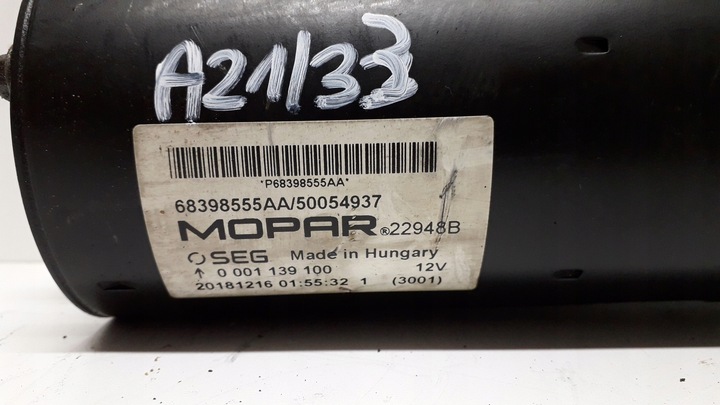 A21/33
*P68398555AA*
68398555AA/50054937
MOPAR®22948B
SEG Made in Hungary
↑ 0 001 139 100 12V
20181216 01:55:32 1 (3001)